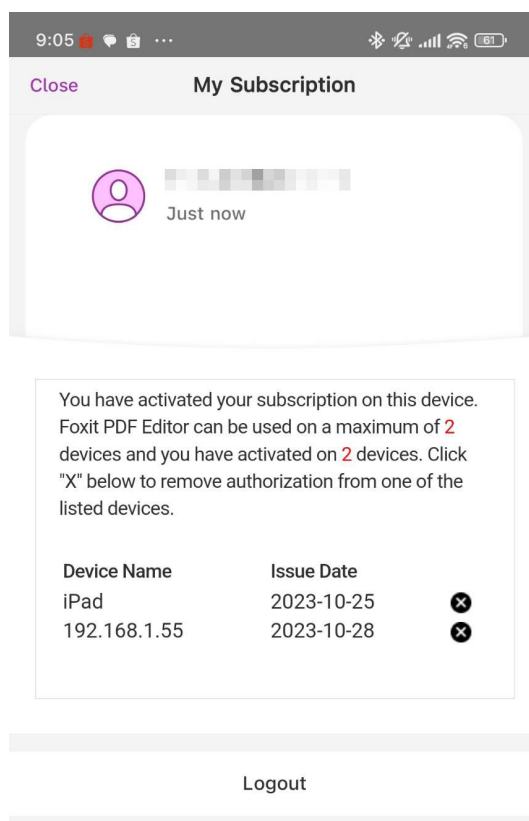 9:05
61
Close
My Subscription
Just now
You have activated your subscription on this device.
Foxit PDF Editor can be used on a maximum of 2
devices and you have activated on 2 devices. Click
"X" below to remove authorization from one of the
listed devices.
Device Name Issue Date
iPad 2023-10-25
192.168.1.55 2023-10-28
Logout